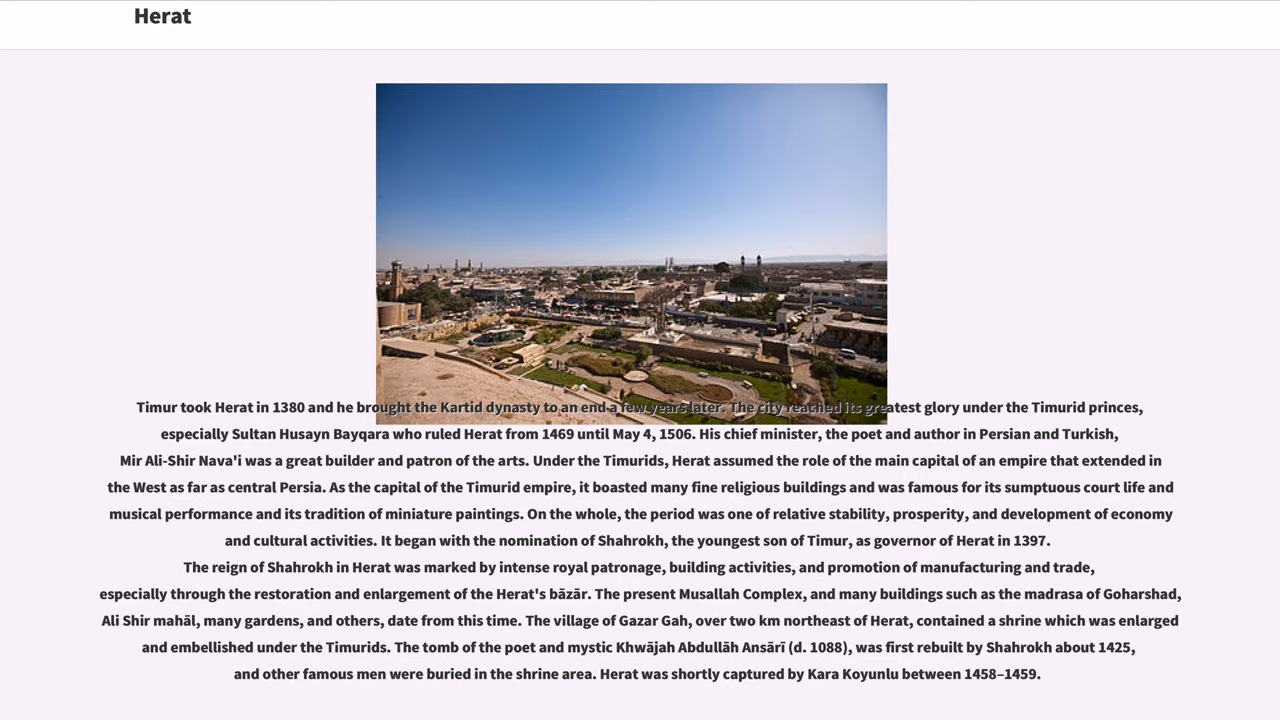 Herat
Timur took Herat in 1380 and he brought the Kartid dynasty to an end a few years later. The city reached its greatest glory under the Timurid princes,
especially Sultan Husayn Bayqara who ruled Herat from 1469 until May 4, 1506. His chief minister, the poet and author in Persian and Turkish,
Mir Ali-Shir Nava'i was a great builder and patron of the arts. Under the Timurids, Herat assumed the role of the main capital of an empire that extended in
the West as far as central Persia. As the capital of the Timurid empire, it boasted many fine religious buildings and was famous for its sumptuous court life and
musical performance and its tradition of miniature paintings. On the whole, the period was one of relative stability, prosperity, and development of economy
and cultural activities. It began with the nomination of Shahrokh, the youngest son of Timur, as governor of Herat in 1397.
The reign of Shahrokh in Herat was marked by intense royal patronage, building activities, and promotion of manufacturing and trade,
especially through the restoration and enlargement of the Herat's bāzār. The present Musallah Complex, and many buildings such as the madrasa of Goharshad,
Ali Shir mahāl, many gardens, and others, date from this time. The village of Gazar Gah, over two km northeast of Herat, contained a shrine which was enlarged
and embellished under the Timurids. The tomb of the poet and mystic Khwājah Abdullāh Ansārī (d. 1088), was first rebuilt by Shahrokh about 1425,
and other famous men were buried in the shrine area. Herat was shortly captured by Kara Koyunlu between 1458–1459.